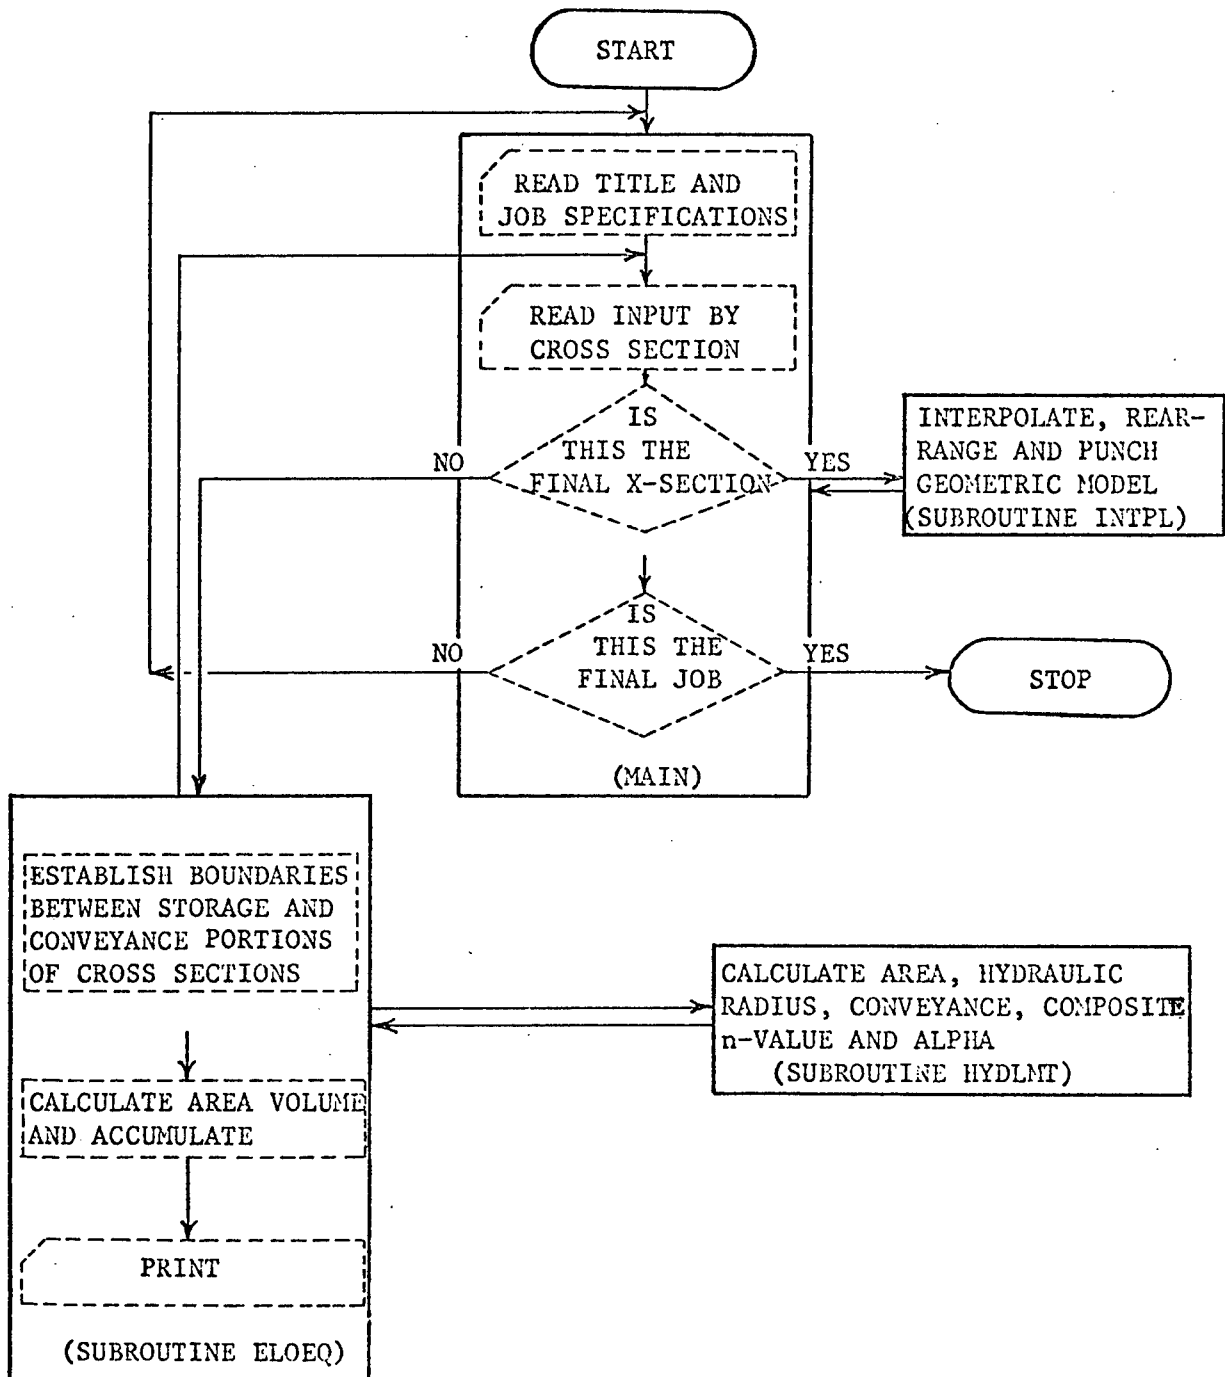 START
READ TITLE AND
JOB SPECIFICATIONS
READ INPUT BY
CROSS SECTION
IS
THIS THE
FINAL X-SECTION
NO
YES
INTERPOLATE, REAR-
RANGE AND PUNCH
GEOMETRIC MODEL
(SUBROUTINE INTPL)
IS
THIS THE
FINAL JOB
NO
YES
STOP
(MAIN)
ESTABLISH BOUNDARIES
BETWEEN STORAGE AND
CONVEYANCE PORTIONS
OF CROSS SECTIONS
CALCULATE AREA, HYDRAULIC
RADIUS, CONVEYANCE, COMPOSITE
n-VALUE AND ALPHA
(SUBROUTINE HYDLMT)
CALCULATE AREA VOLUME
AND ACCUMULATE
PRINT
(SUBROUTINE ELOEQ)